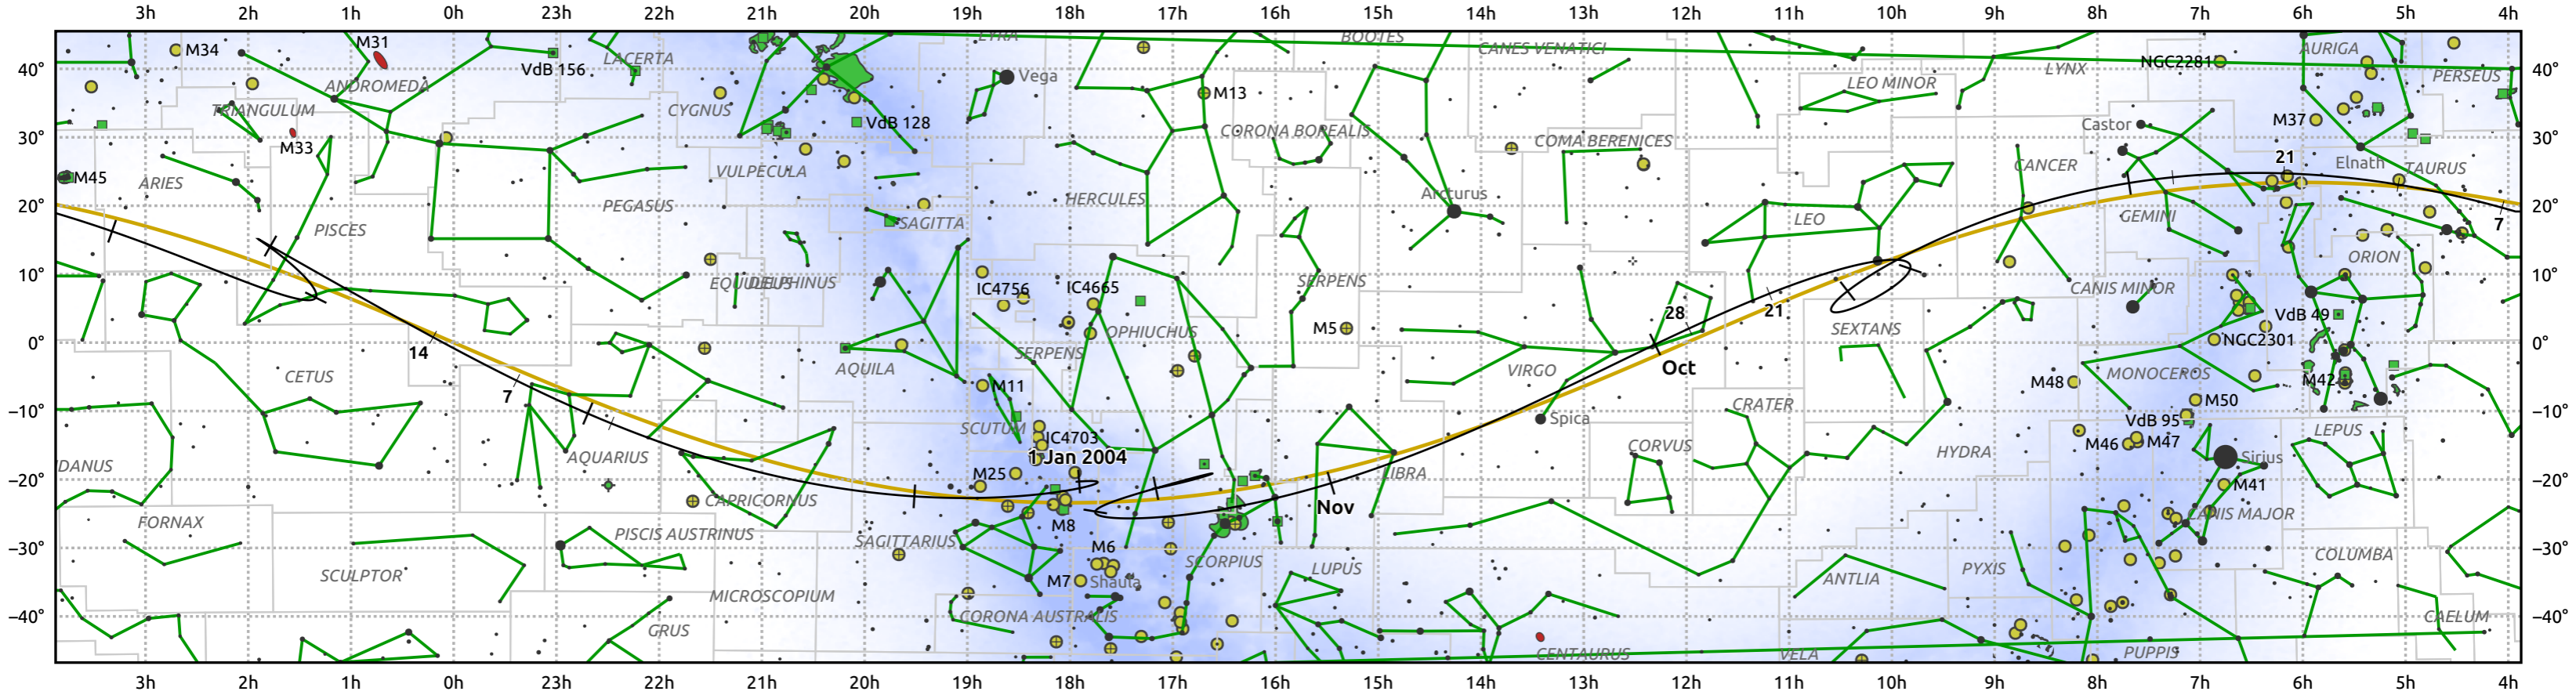 3h 2h 1h 0h 23h 22h 21h 20h 19h 18h 17h 16h 15h 14h 13h 12h 11h 10h 9h 8h 7h 6h 5h 4h
M34 M31 LACERTA LYRA BOOTES CANES VENATICI AURIGA
VdB 156 NGC2281 LYNX PERSEUS
40° ANDROMEDA Vega LEO MINOR 40°
TRIANGULUM CYGNUS M13
VdB 128 M37
30° M33 CORONA BOREALIS COMA BERENICES Castor 30°
21
M45 ARIES VULPECULA CANCER Elnath TAURUS
20° PEGASUS HERCULES Arcturus 20°
PISCES SAGITTA LEO GEMINI 7
ORION
10° EQUULEUS DELPHINUS IC4756 IC4665 SERPENS CANIS MINOR 10°
28 21
OPHIUCHUS M5 SEXTANS VdB 49
0° 14 SERPENS NGC2301 0°
CETUS AQUILA VIRGO Oct MONOCEROS
7 M11 M48 M42
−10° CRATER M50 −10°
SCUTUM Spica VdB 95 LEPUS
IC4703 M46 M47
DANUS AQUARIUS 1 Jan 2004 CORVUS HYDRA Sirius
−20° M25 LIBRA M41 −20°
FORNAX CAPRICORNUS M8 Nov CANIS MAJOR
PISCIS AUSTRINUS SAGITTARIUS
−30° M6 SCORPIUS COLUMBA −30°
SCULPTOR M7 Shaula LUPUS ANTLIA PYXIS
MICROSCOPIUM
−40° GRUS CORONA AUSTRALIS CAELUM −40°
CENTAURUS VELA PUPPIS
3h 2h 1h 0h 23h 22h 21h 20h 19h 18h 17h 16h 15h 14h 13h 12h 11h 10h 9h 8h 7h 6h 5h 4h